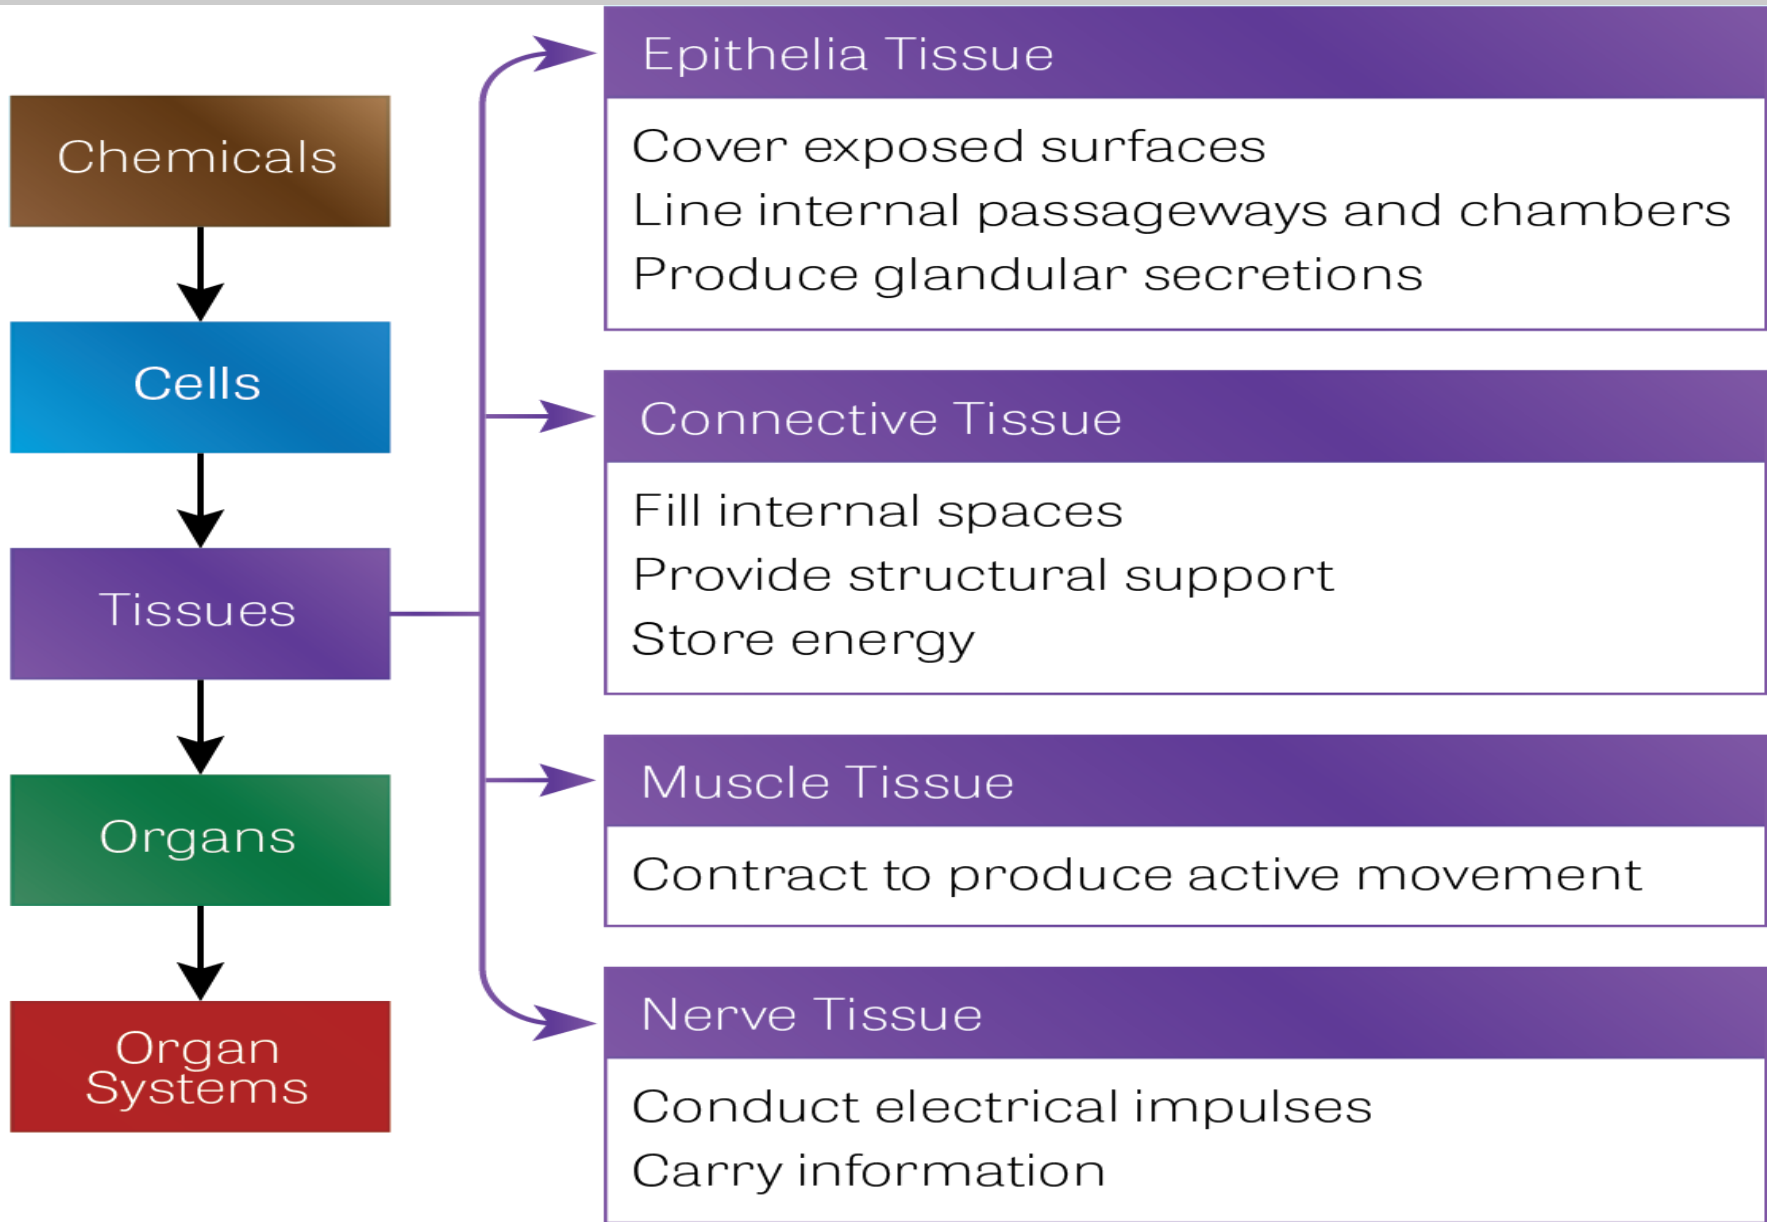 Chemicals
Cells
Tissues
Organs
Organ
Systems
Epithelia Tissue
Cover exposed surfaces
Line internal passageways and chambers
Produce glandular secretions
Connective Tissue
Fill internal spaces
Provide structural support
Store energy
Muscle Tissue
Contract to produce active movement
Nerve Tissue
Conduct electrical impulses
Carry information